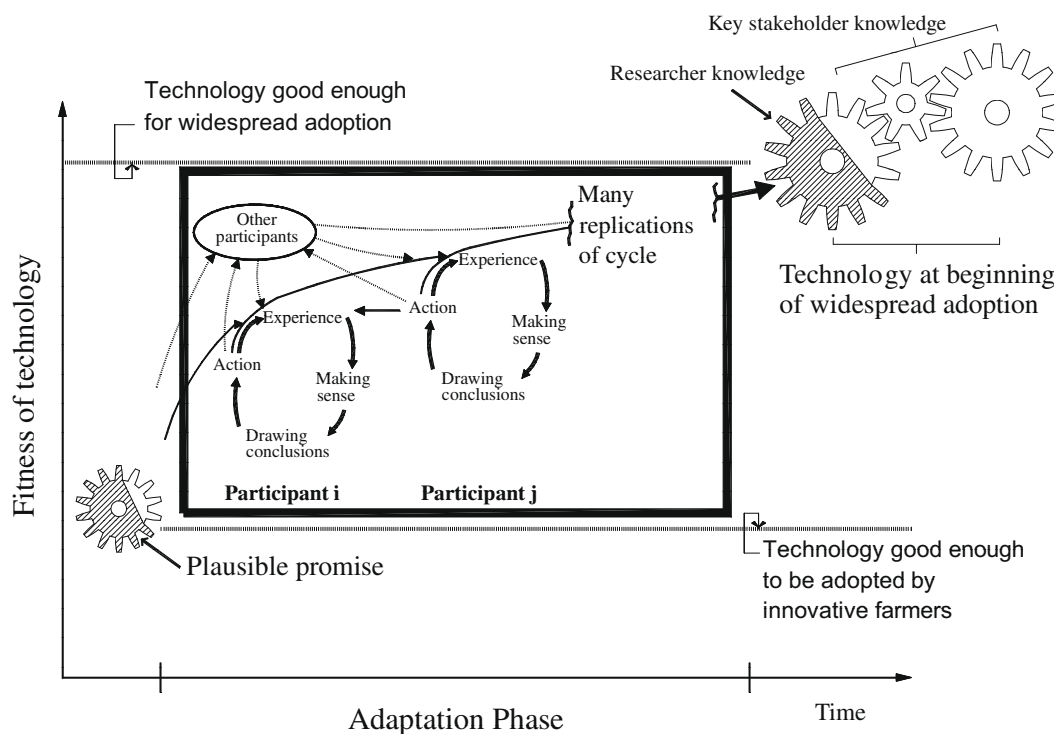 Key stakeholder knowledge
Researcher knowledge
Technology good enough
for widespread adoption
Many
replications
of cycle
Other
participants
Experience
Action
Making
sense
Drawing
conclusions
Experience
Action
Making
sense
Drawing
conclusions
Participant i
Participant j
Technology at beginning
of widespread adoption
Fitness of technology
Plausible promise
Technology good enough
to be adopted by
innovative farmers
Adaptation Phase
Time